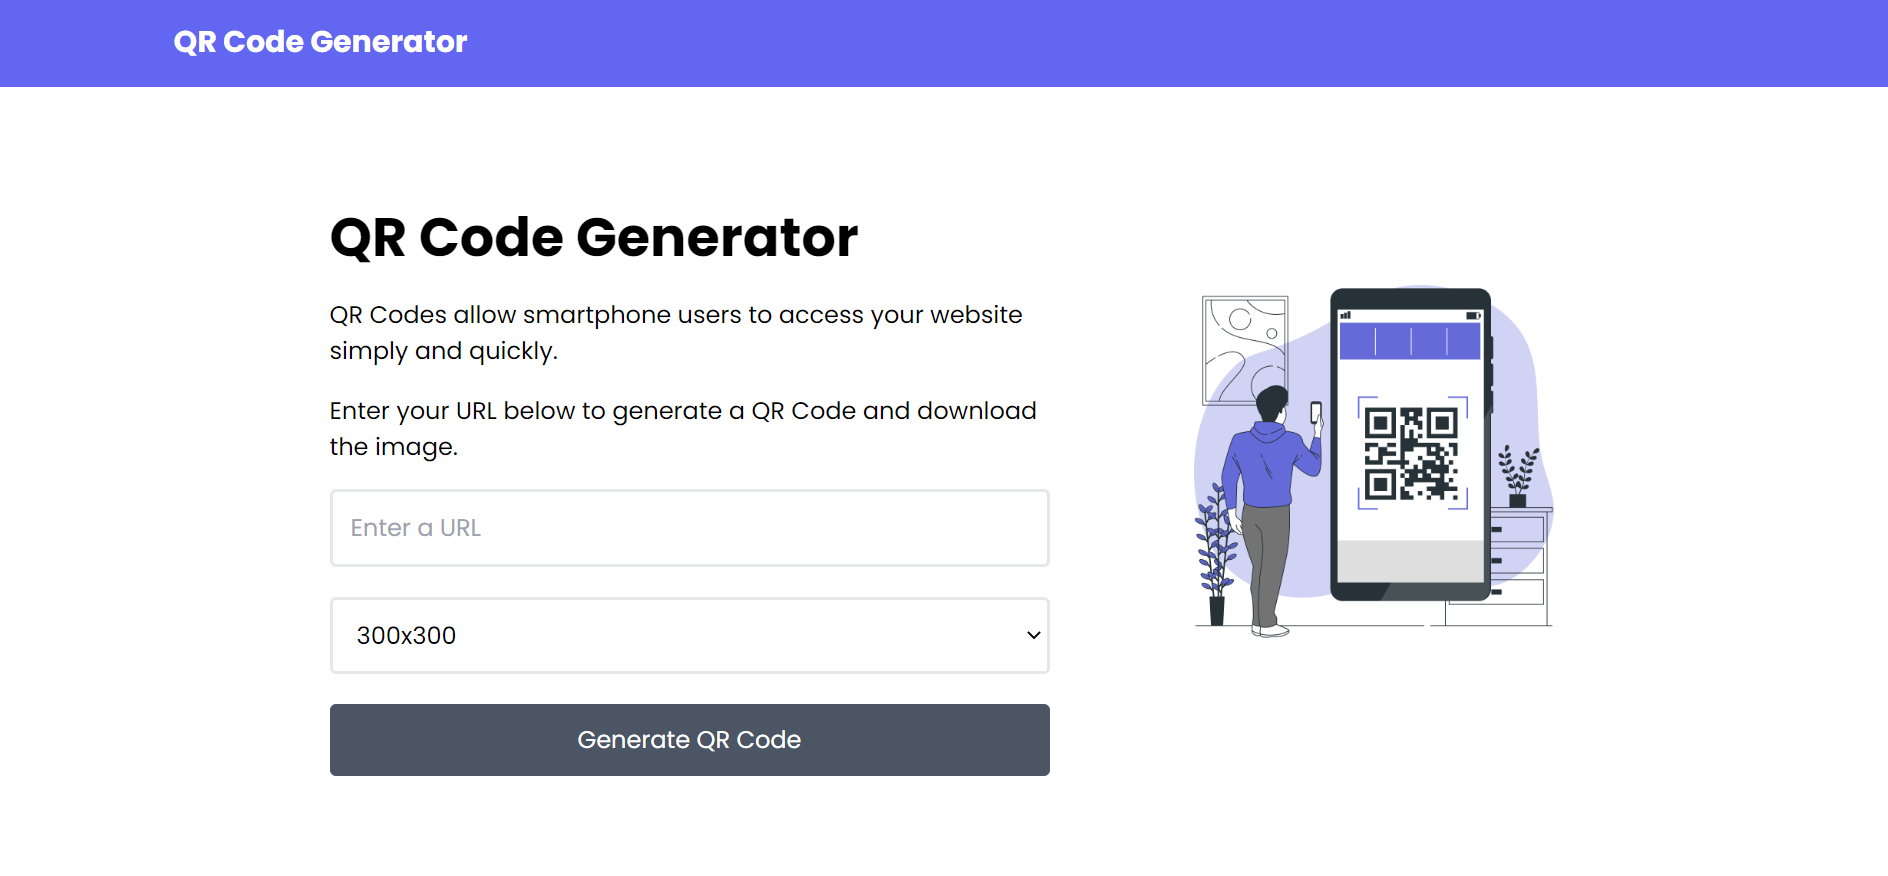 QR Code Generator
QR Code Generator
QR Codes allow smartphone users to access your website
simply and quickly.
Enter your URL below to generate a QR Code and download
the image.
Enter a URL
300x300
Generate QR Code